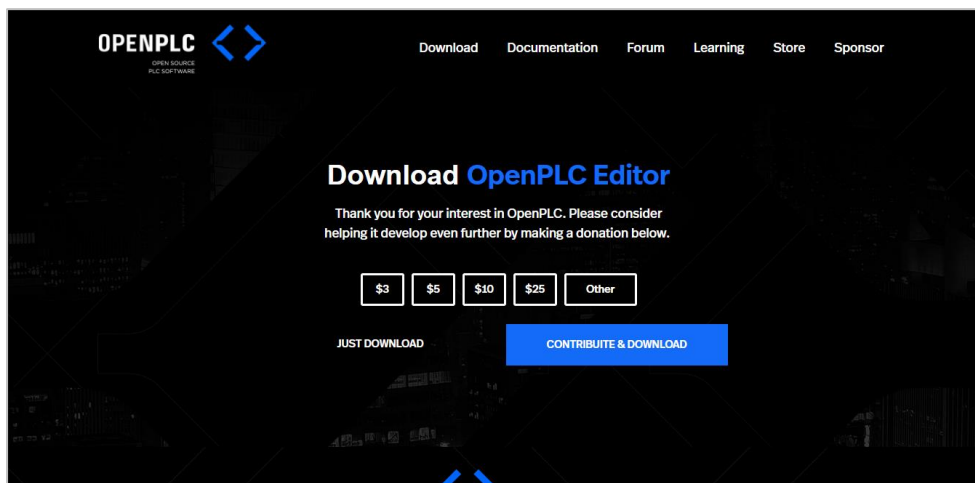 OPENPLC
OPEN SOURCE
PLC SOFTWARE
Download Documentation Forum Learning Store Sponsor
Download OpenPLC Editor
Thank you for your interest in OpenPLC. Please consider
helping it develop even further by making a donation below.
$3 $5 $10 $25 Other
JUST DOWNLOAD CONTRIBUITE & DOWNLOAD